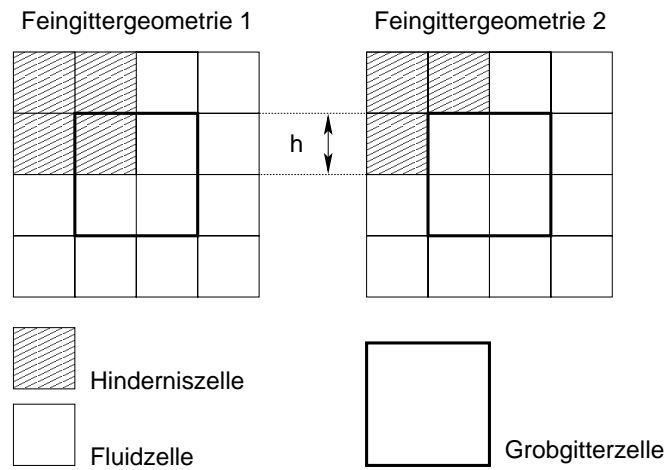 Feingittergeometrie 1
Feingittergeometrie 2
h
Hinderniszelle
Fluidzelle
Grobgitterzelle